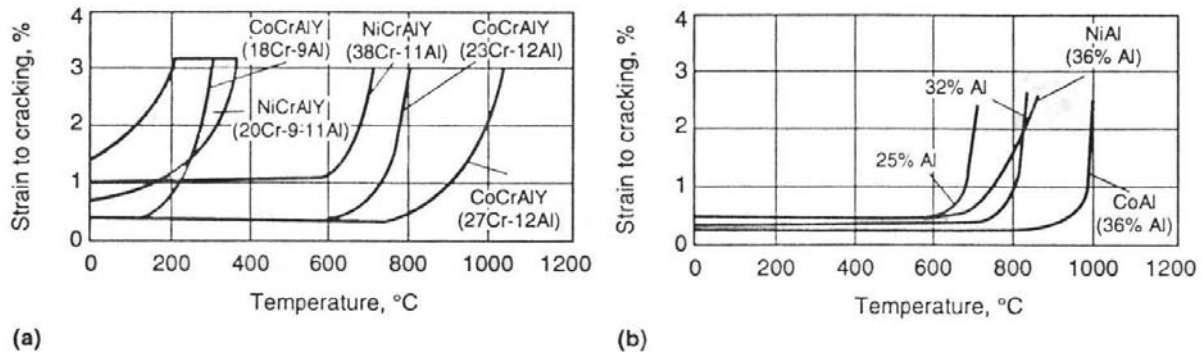 Strain to cracking, %
4
3
2
1
0
CoCrAlY
(18Cr-9Al)
NiCrAlY
(38Cr-11Al)
CoCrAlY
(23Cr-12Al)
NiCrAlY
(20Cr-9-11Al)
CoCrAlY
(27Cr-12Al)
0 200 400 600 800 1000 1200
Temperature, °C
(a)
Strain to cracking, %
4
3
2
1
0
NiAl
(36% Al)
32% Al
25% Al
CoAl
(36% Al)
0 200 400 600 800 1000 1200
Temperature, °C
(b)